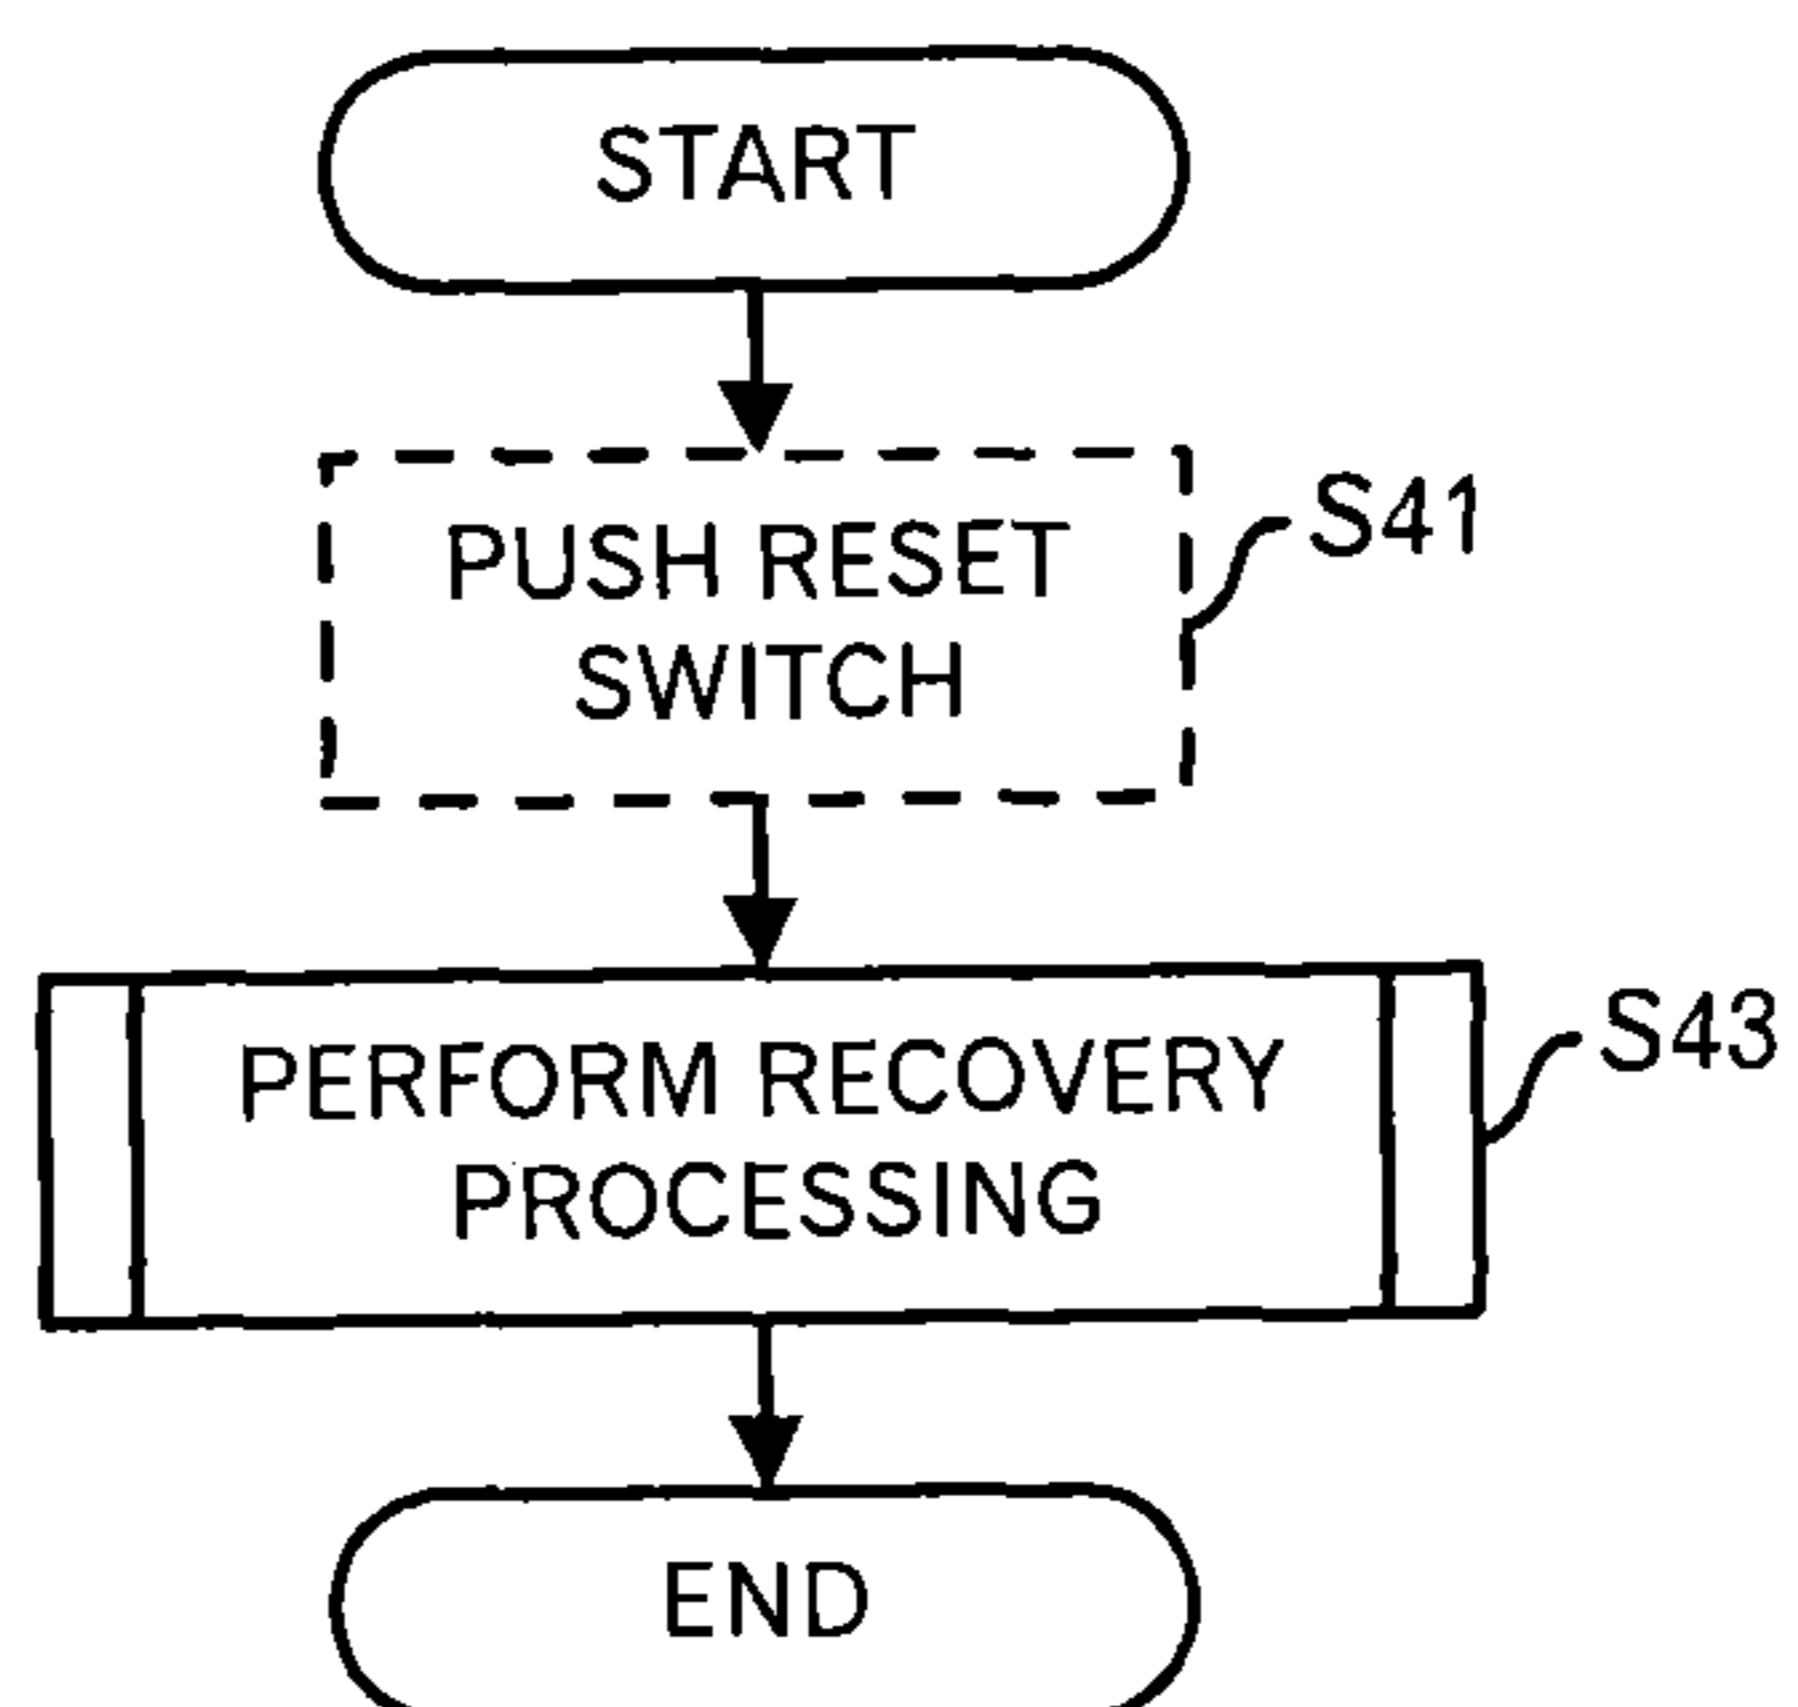 START
PUSH RESET
SWITCH
S41
PERFORM RECOVERY
PROCESSING
S43
END